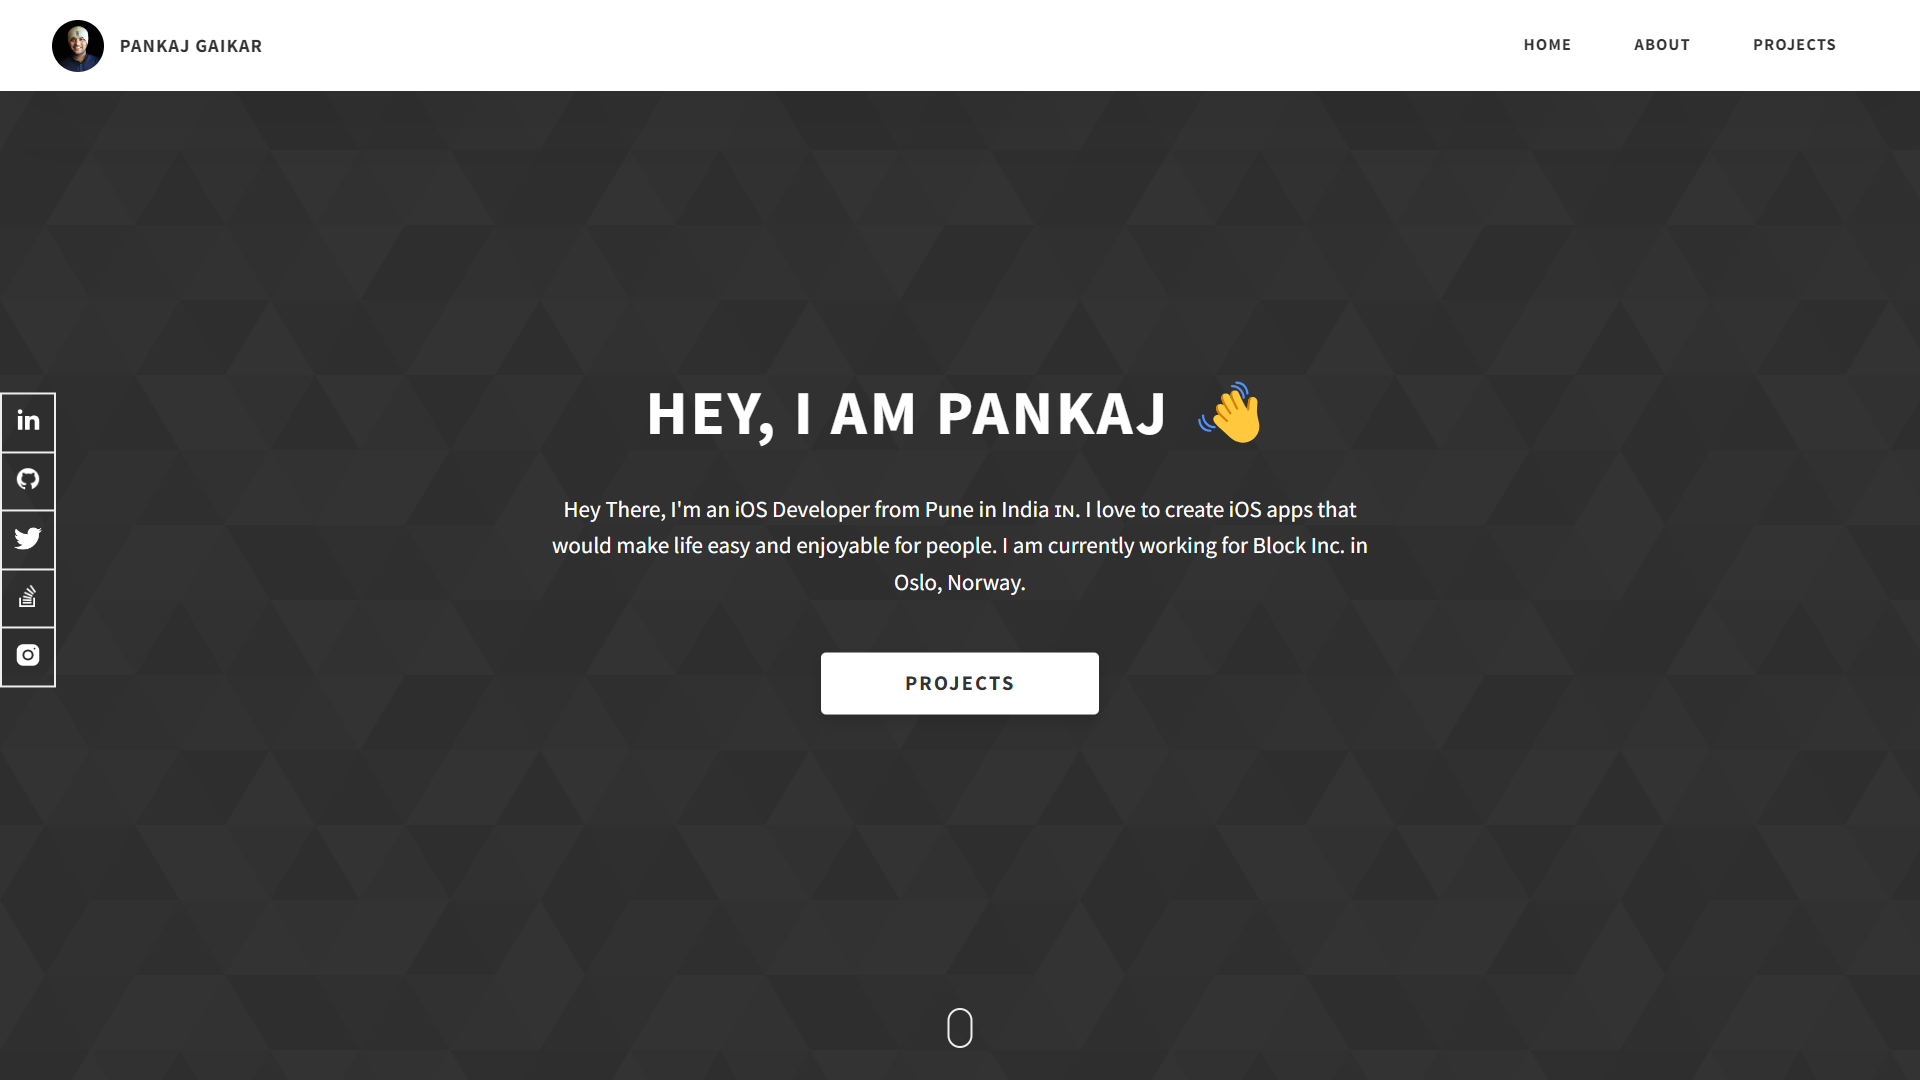 PANKAJ GAIKAR
HOME
ABOUT
PROJECTS
HEY, I AM PANKAJ 👋
Hey There, I'm an iOS Developer from Pune in India 🇮🇳. I love to create iOS apps that
would make life easy and enjoyable for people. I am currently working for Block Inc. in
Oslo, Norway.
in
PROJECTS